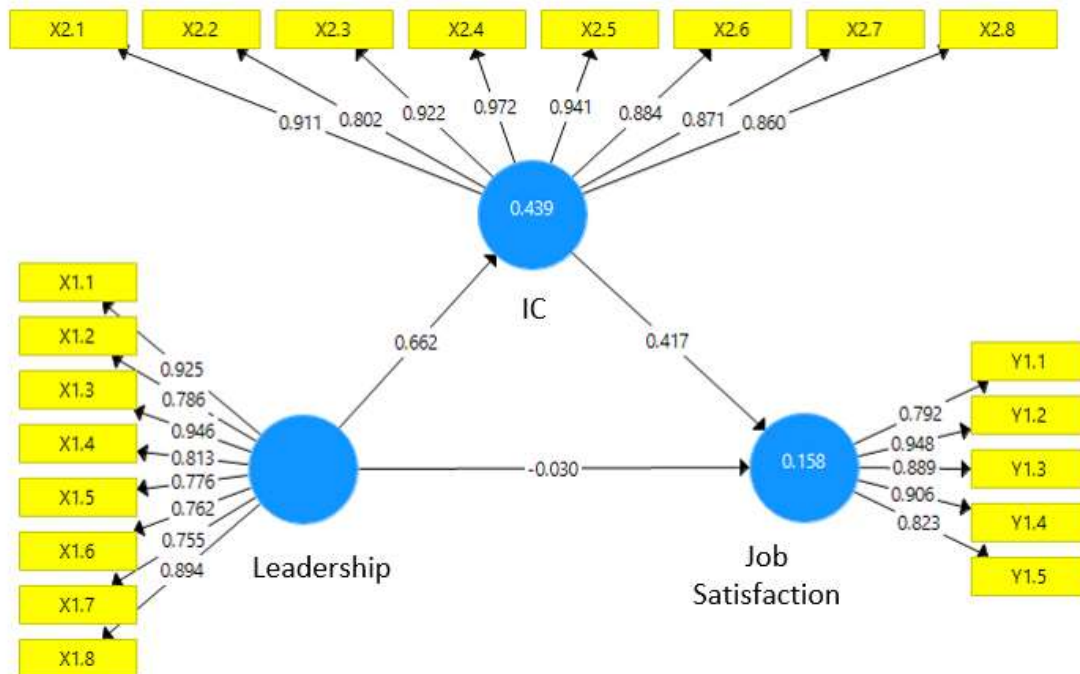 X2.1 X2.2 X2.3 X2.4 X2.5 X2.6 X2.7 X2.8
0.911 0.802 0.922 0.972 0.941 0.884 0.871 0.860
0.439
IC
X1.1
X1.2
X1.3
X1.4
X1.5
X1.6
X1.7
X1.8
0.925
0.786
0.946
0.813
0.776
0.762
0.755
0.894
0.662
0.417
-0.030
Leadership
0.158
Job
Satisfaction
0.792
0.948
0.889
0.906
0.823
Y1.1
Y1.2
Y1.3
Y1.4
Y1.5